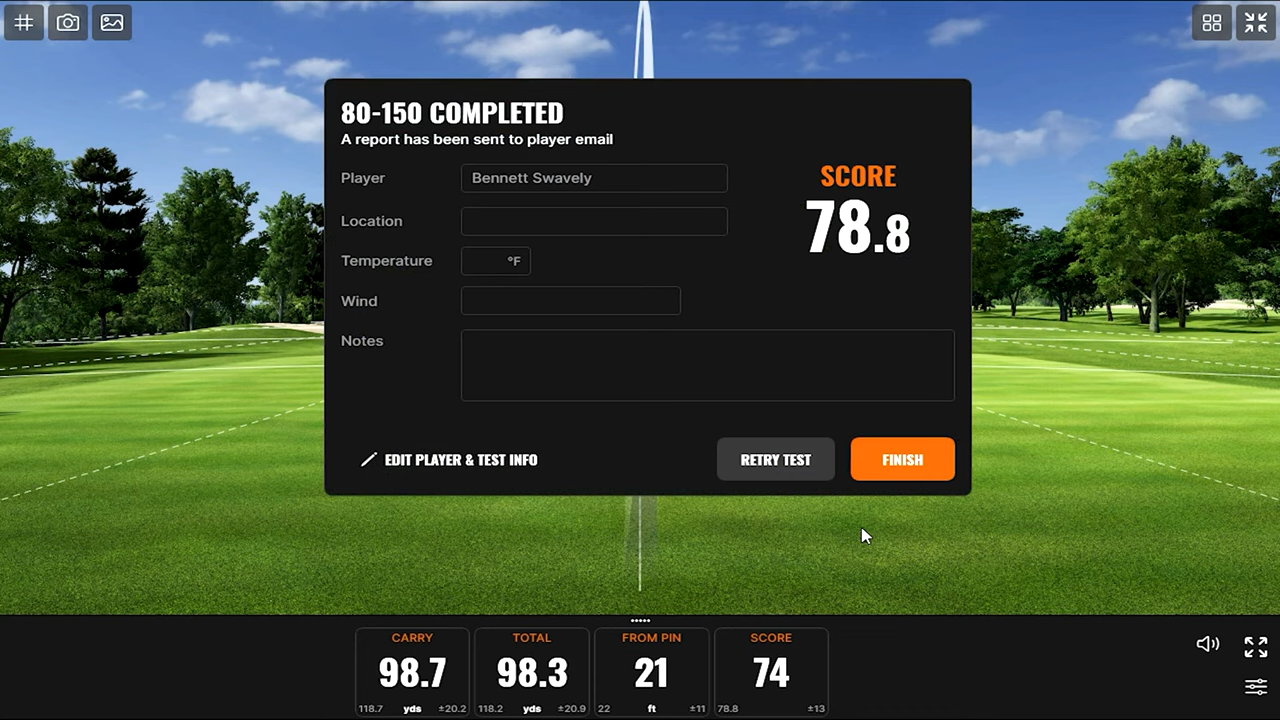 80-150 COMPLETED
A report has been sent to player email
Player
Bennett Swavely
Location
Temperature
°F
Wind
Notes
SCORE
78.8
EDIT PLAYER & TEST INFO
RETRY TEST
FINISH
CARRY
98.7
118.7 yds ±20.2
TOTAL
98.3
118.2 yds ±20.9
FROM PIN
21
22 ft ±11
SCORE
74
78.8 ±13